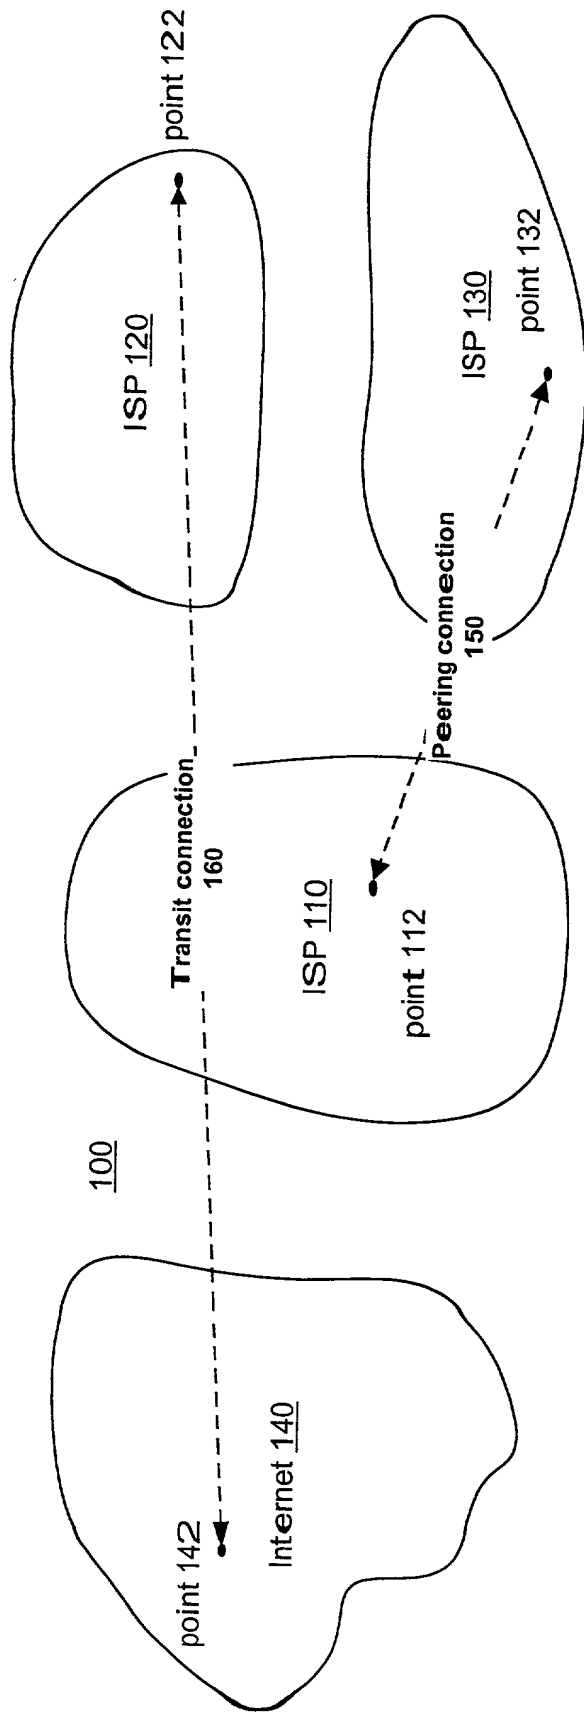 100
point 142
Internet 140
Transit connection
160
ISP 110
point 112
ISP 120
point 122
Peering connection
150
ISP 130
point 132